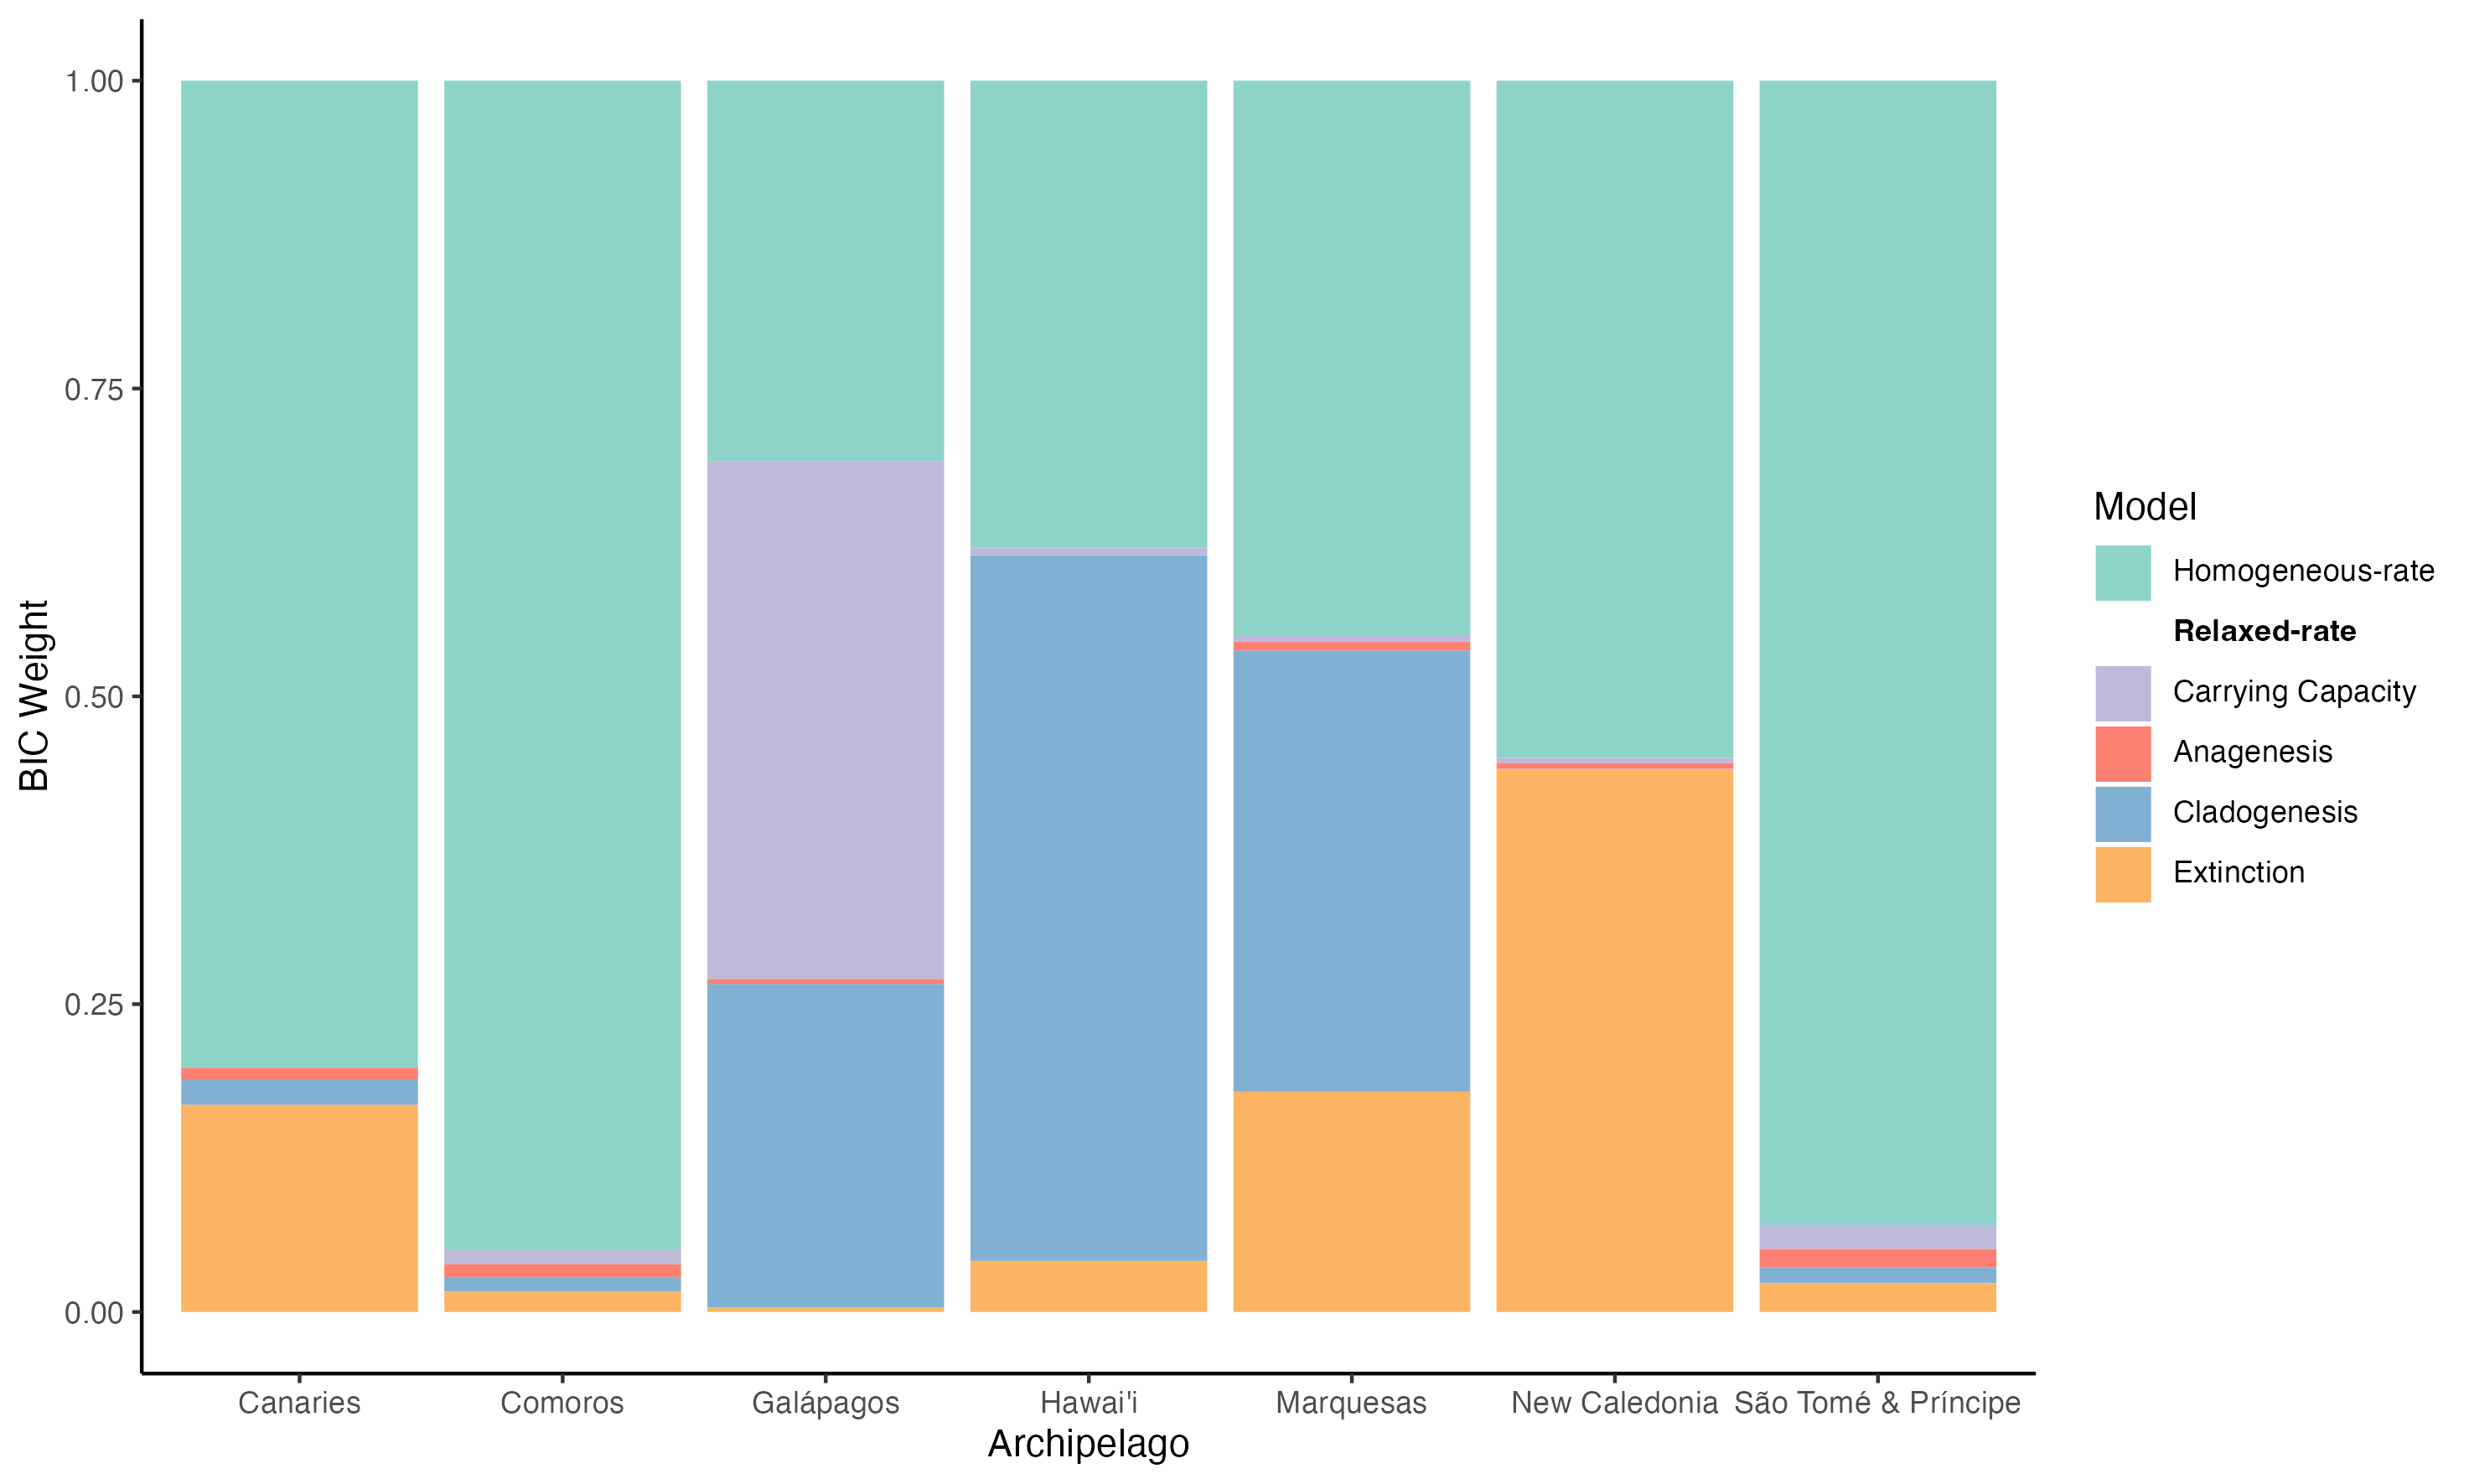 BIC Weight
1.00
0.75
0.50
0.25
0.00
Canaries
Comoros
Galápagos
Hawai'i
Marquesas
New Caledonia
São Tomé & Príncipe
Archipelago
Model
Homogeneous-rate
Relaxed-rate
Carrying Capacity
Anagenesis
Cladogenesis
Extinction